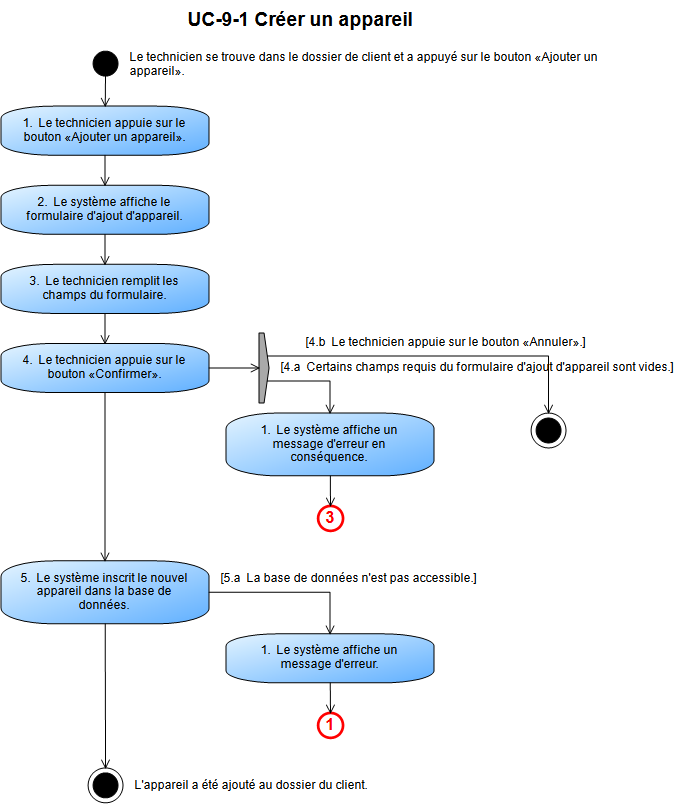 UC-9-1 Créer un appareil
Le technicien se trouve dans le dossier de client et a appuyé sur le bouton «Ajouter un
appareil».
1. Le technicien appuie sur le
bouton «Ajouter un appareil».
2. Le système affiche le
formulaire d'ajout d'appareil.
3. Le technicien remplit les
champs du formulaire.
[4.b Le technicien appuie sur le bouton «Annuler».]
4. Le technicien appuie sur le
bouton «Confirmer».
[4.a Certains champs requis du formulaire d'ajout d'appareil sont vides.]
1. Le système affiche un
message d'erreur en
conséquence.
3
5. Le système inscrit le nouvel
appareil dans la base de
données.
[5.a La base de données n'est pas accessible.]
1. Le système affiche un
message d'erreur.
1
L'appareil a été ajouté au dossier du client.